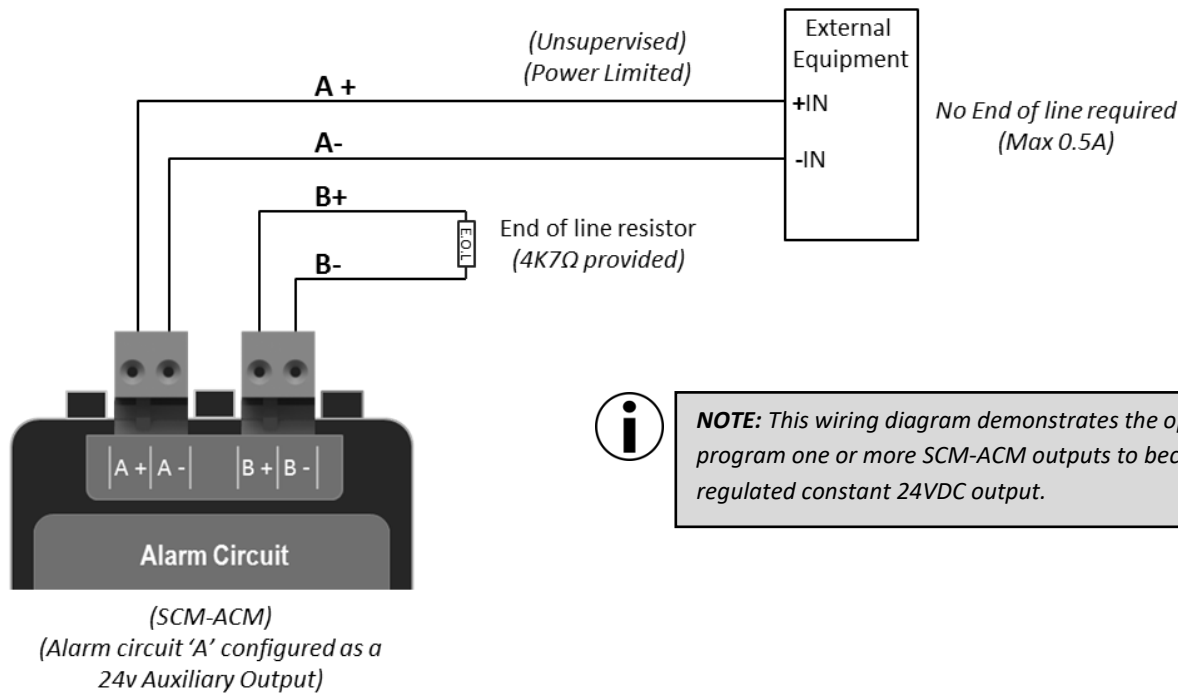 (Unsupervised)
(Power Limited)
External
Equipment
A +
+IN
No End of line required
(Max 0.5A)
A-
-IN
B+
E.O.L
End of line resistor
(4K7Ω provided)
B-
NOTE: This wiring diagram demonstrates the
program one or more SCM-ACM outputs to
regulated constant 24VDC output.
A + A - B + B -
Alarm Circuit
(SCM-ACM)
(Alarm circuit ‘A’ configured as a
24v Auxiliary Output)